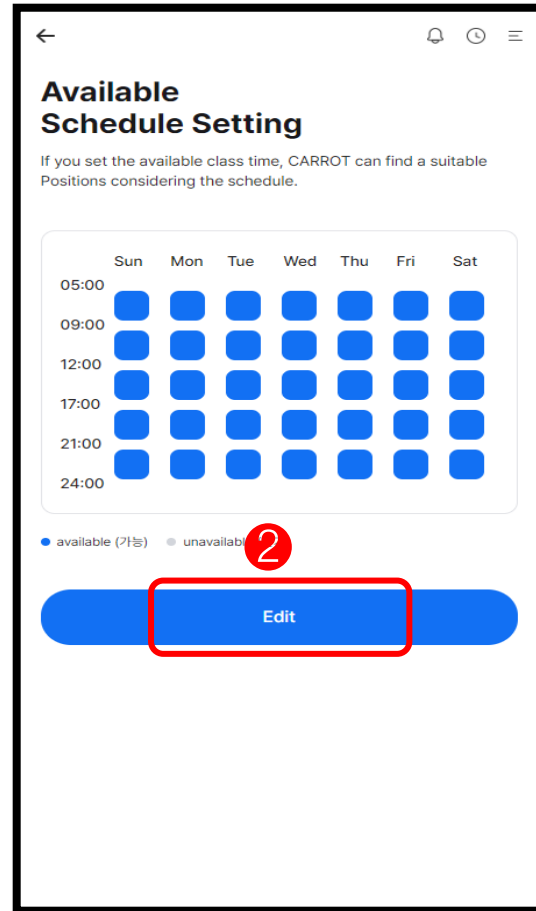 Available
Schedule Setting
If you set the available class time, CARROT can find a suitable
Positions considering the schedule.
Sun Mon Tue Wed Thu Fri Sat
05:00
09:00
12:00
17:00
21:00
24:00
available (가능) unavailabl
2
Edit